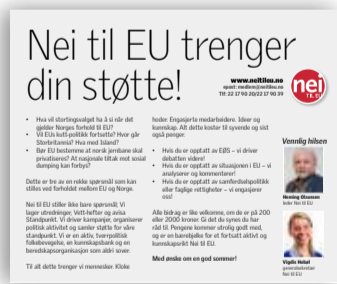 Nei til EU trenger
din støtte!
www.neitileu.no
epost: medlem@neitileu.no
Tlf: 22 17 90 20/22 17 90 39
nei
TIL EU
• Hva vil stortingsvalget ha å si når det
gjelder Norges forhold til EU?
• Vil EUs kutt-politikk fortsette? Hvor går
Storbritannia? Hva med Island?
• Bør EU bestemme at norsk jernbane skal
privatiseres? At nasjonale tiltak mot sosial
dumping kan forbys?
Dette er tre av en rekke spørsmål som kan
stilles ved forholdet mellom EU og Norge.
Nei til EU stiller ikke bare spørsmål; Vi
lager utredninger, Vett-hefter og avisa
Standpunkt. Vi driver kampanjer, organiserer
politisk aktivitet og samler støtte for våre
standpunkt. Vi er en aktiv, tverrpolitisk
folkebevegelse, en kunnskapsbank og en
beredskapsorganisasjon som aldri sover.
Til alt dette trenger vi mennesker. Kloke
hoder. Engasjerte medarbeidere. Ideer og
kunnskap. Alt dette koster til syvende og sist
også penger.
• Hvis du er opptatt av EØS – vi driver
debatten videre!
• Hvis du er opptatt av situasjonen i EU – vi
analyserer og kommenterer!
• Hvis du er opptatt av samferdselspolitikk
eller faglige rettigheter – vi engasjerer
oss!
Alle bidrag er like velkomne, om de er på 200
eller 2000 kroner. Gi det du synes du har
råd til. Pengene kommer utrolig godt med,
og er en bærebjelke for et fortsatt aktivt og
kunnskapsrikt Nei til EU.
Med ønske om en god sommer!
Vennlig hilsen
Heming Olaussen
leder Nei til EU
Vigdis Hobøl
generalsekretær
Nei til EU